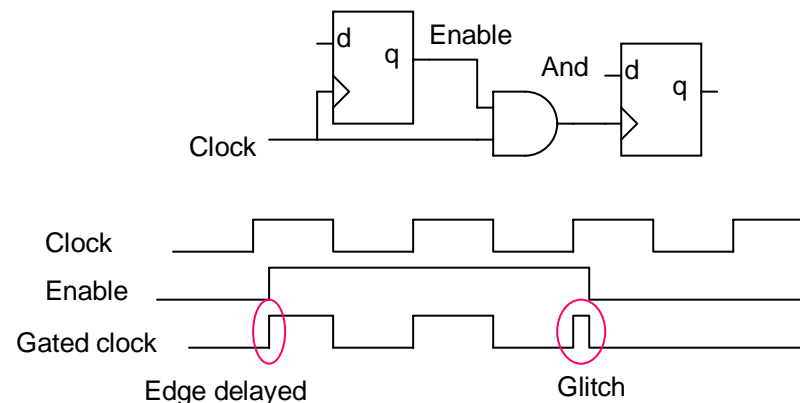 d
q
Enable
And
d
q
Clock
Clock
Enable
Gated clock
Edge delayed
Glitch